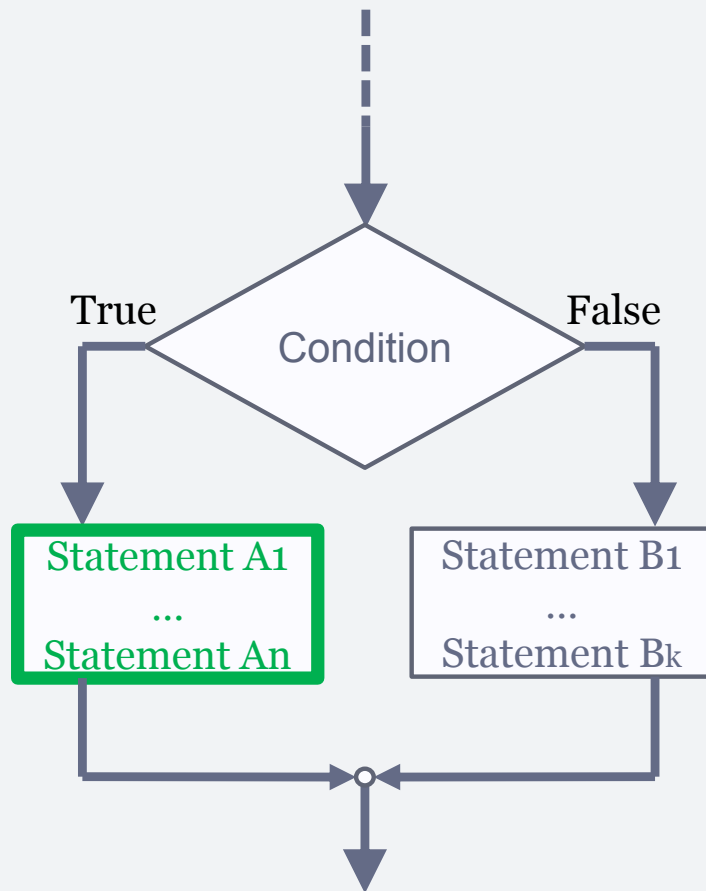 True
False
Condition
Statement A1
...
Statement An
Statement B1
...
Statement Bk